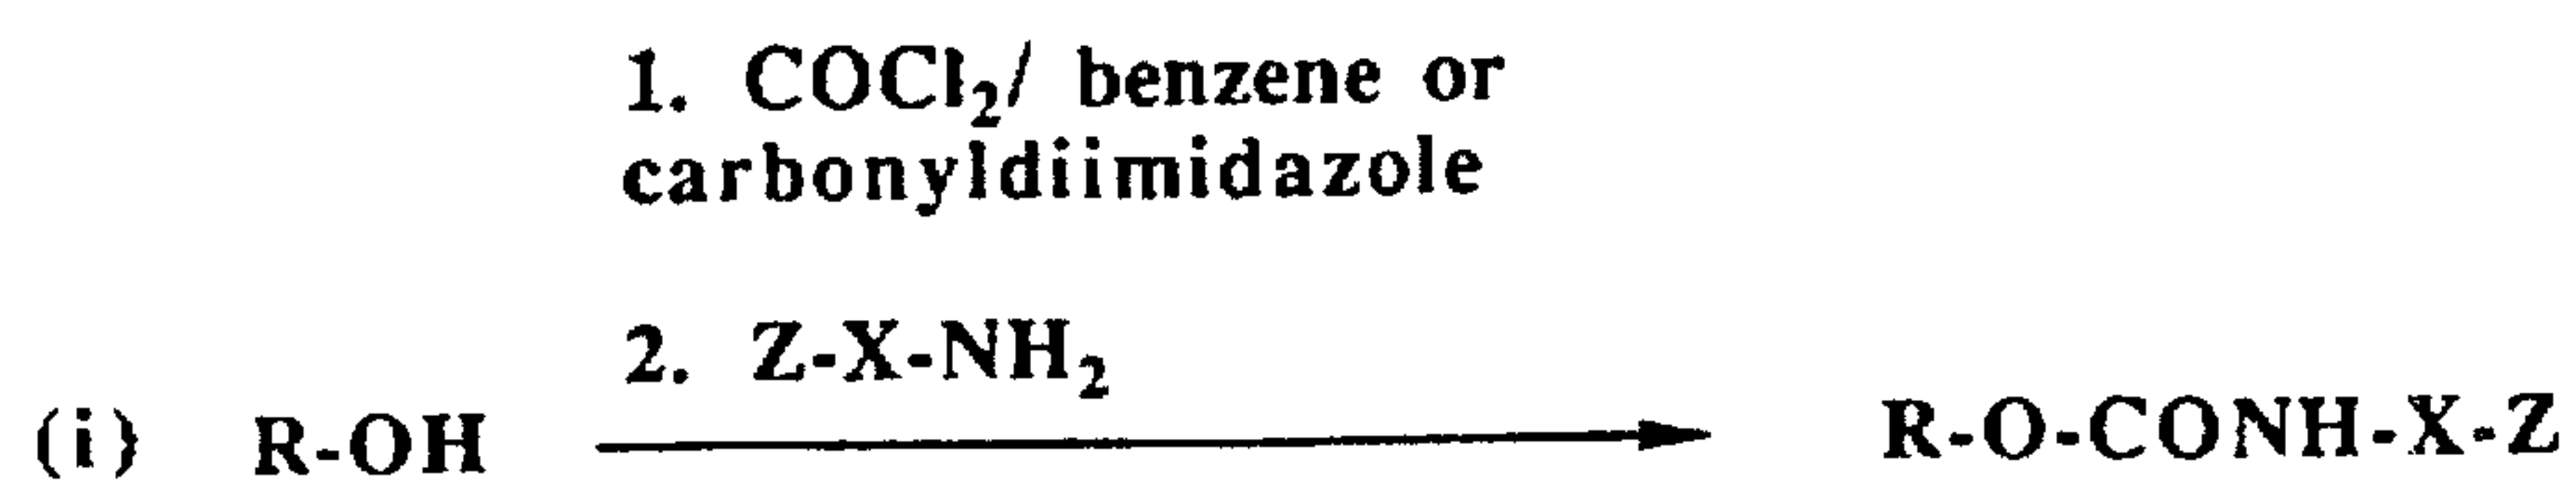 1. COCl₂/ benzene or
carbonyldiimidazole
2. Z-X-NH₂
(i) R-OH R-O-CONH-X-Z